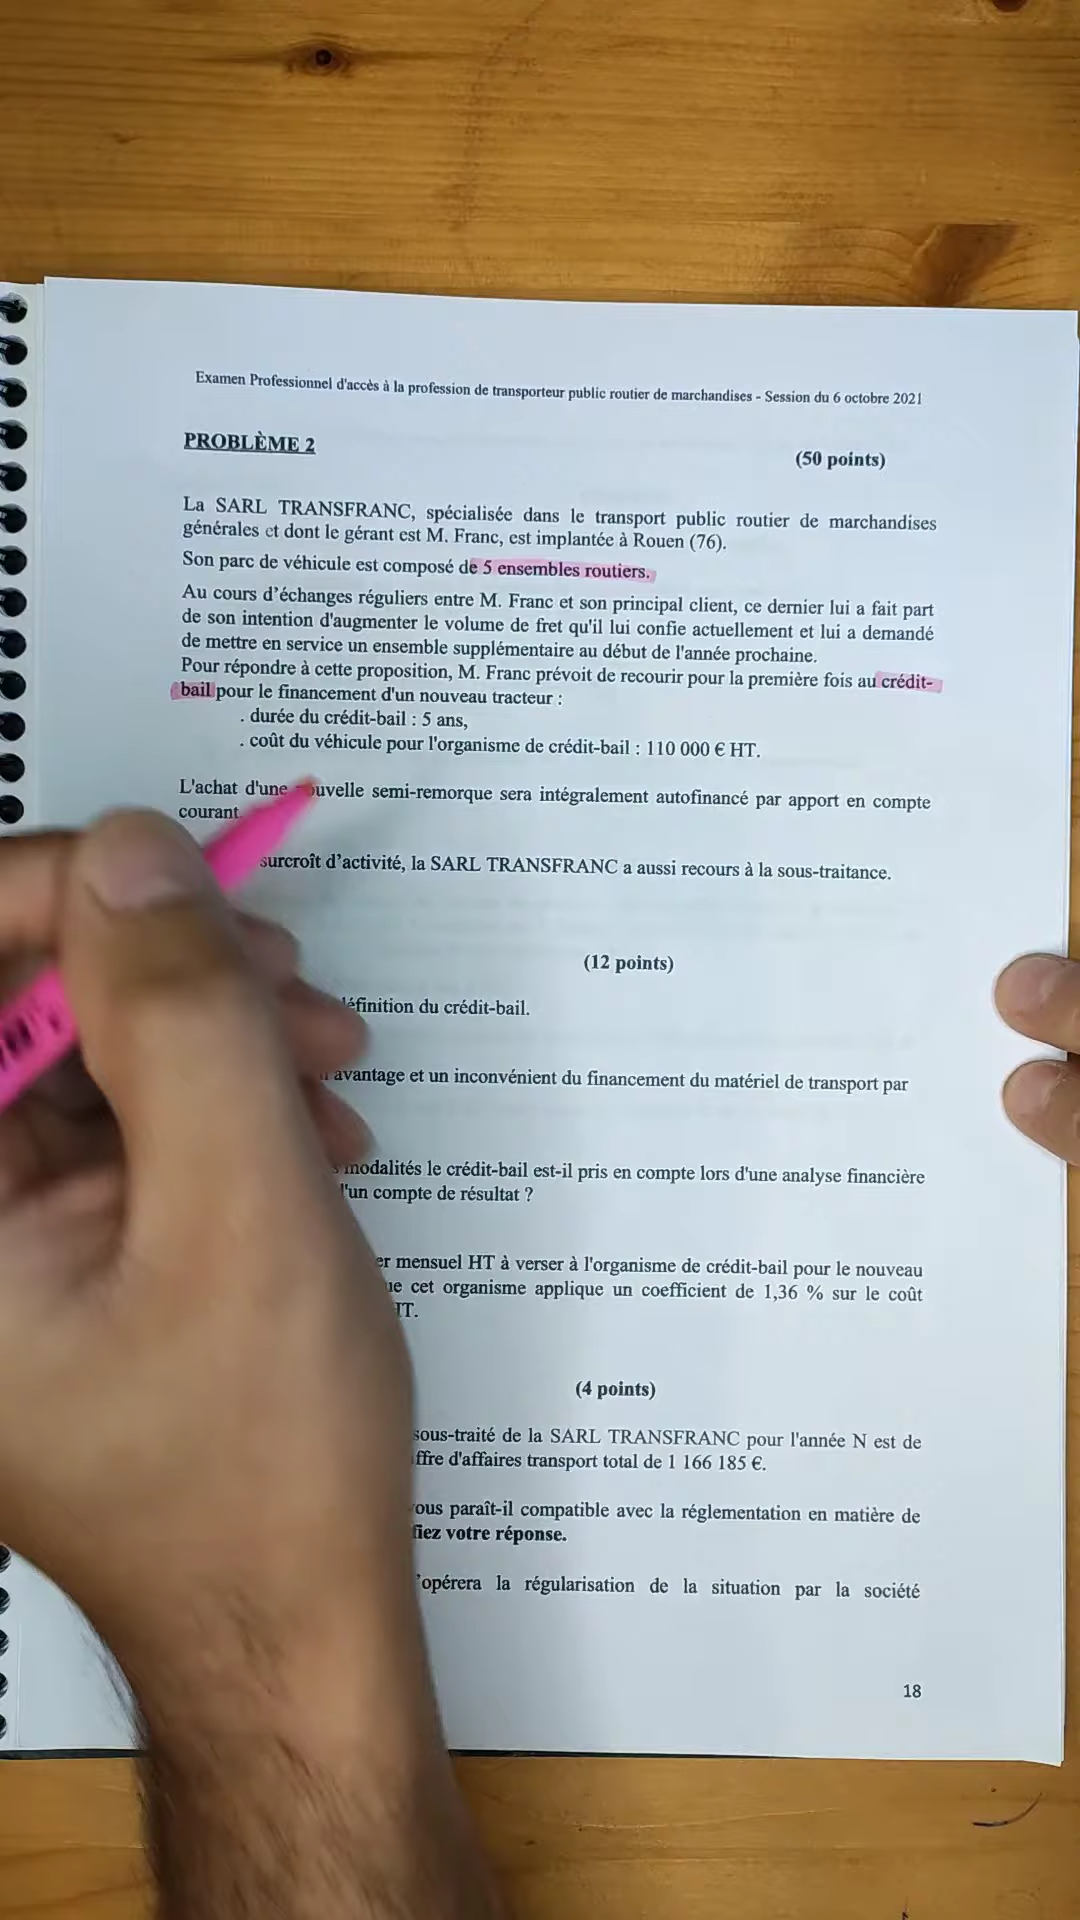 Examen Professionnel d'accès à la profession de transporteur public routier de marchandises - Session du 6 octobre 2021
PROBLÈME 2
(50 points)
La SARL TRANSFRANC, spécialisée dans le transport public routier de marchandises
générales et dont le gérant est M. Franc, est implantée à Rouen (76).
Son parc de véhicule est composé de 5 ensembles routiers.
Au cours d'échanges réguliers entre M. Franc et son principal client, ce dernier lui a fait part
de son intention d'augmenter le volume de fret qu'il lui confie actuellement et lui a demandé
de mettre en service un ensemble supplémentaire au début de l'année prochaine.
Pour répondre à cette proposition, M. Franc prévoit de recourir pour la première fois au crédit-
bail pour le financement d'un nouveau tracteur :
. durée du crédit-bail : 5 ans,
. coût du véhicule pour l'organisme de crédit-bail : 110 000 € HT.
L'achat d'une nouvelle semi-remorque sera intégralement autofinancé par apport en compte
courant.
surcroît d'activité, la SARL TRANSFRANC a aussi recours à la sous-traitance.
(12 points)
définition du crédit-bail.
avantage et un inconvénient du financement du matériel de transport par
modalités le crédit-bail est-il pris en compte lors d'une analyse financière
d'un compte de résultat ?
mensuel HT à verser à l'organisme de crédit-bail pour le nouveau
cet organisme applique un coefficient de 1,36 % sur le coût
HT.
(4 points)
sous-traité de la SARL TRANSFRANC pour l'année N est de
d'affaires transport total de 1 166 185 €.
vous paraît-il compatible avec la réglementation en matière de
votre réponse.
opérera la régularisation de la situation par la société
18